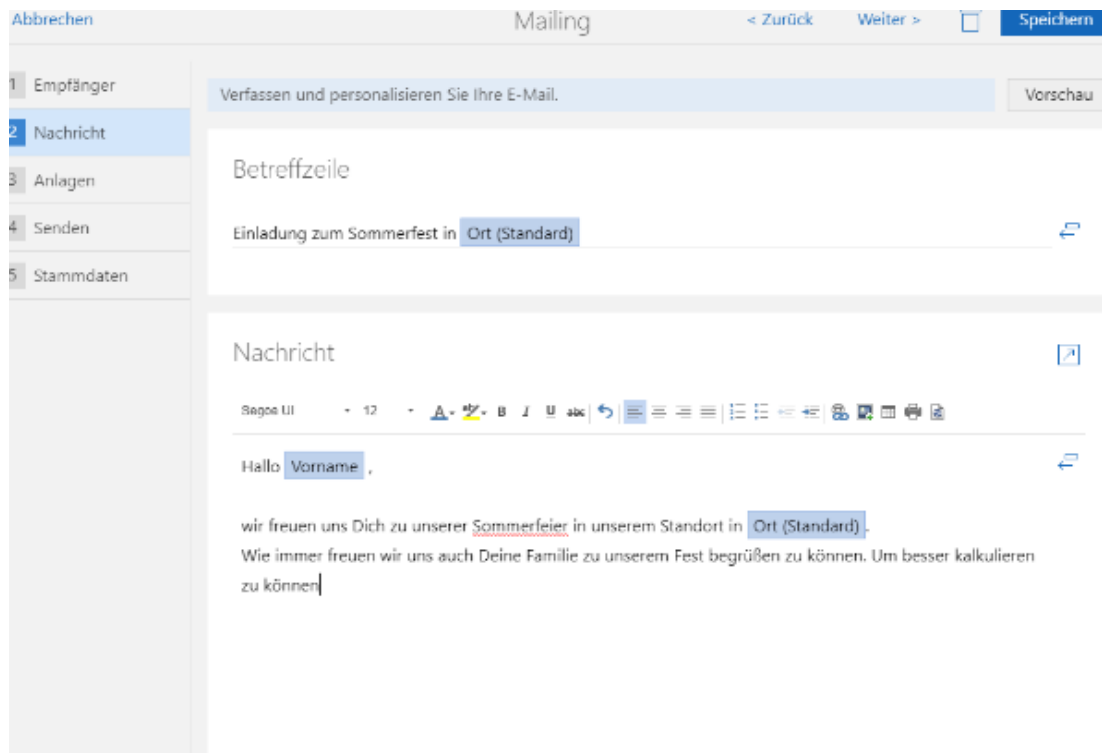 Abbrechen Mailing < Zurück Weiter > Speichern
1 Empfänger
Verfassen und personalisieren Sie Ihre E-Mail. Vorschau
2 Nachricht
Betreffzeile
3 Anlagen
4 Senden
Einladung zum Sommerfest in Ort (Standard)
5 Stammdaten
Nachricht
Segoe UI 12 A ab B I U abc
Hallo Vorname ,
wir freuen uns Dich zu unserer Sommerfeier in unserem Standort in Ort (Standard) .
Wie immer freuen wir uns auch Deine Familie zu unserem Fest begrüßen zu können. Um besser kalkulieren
zu können